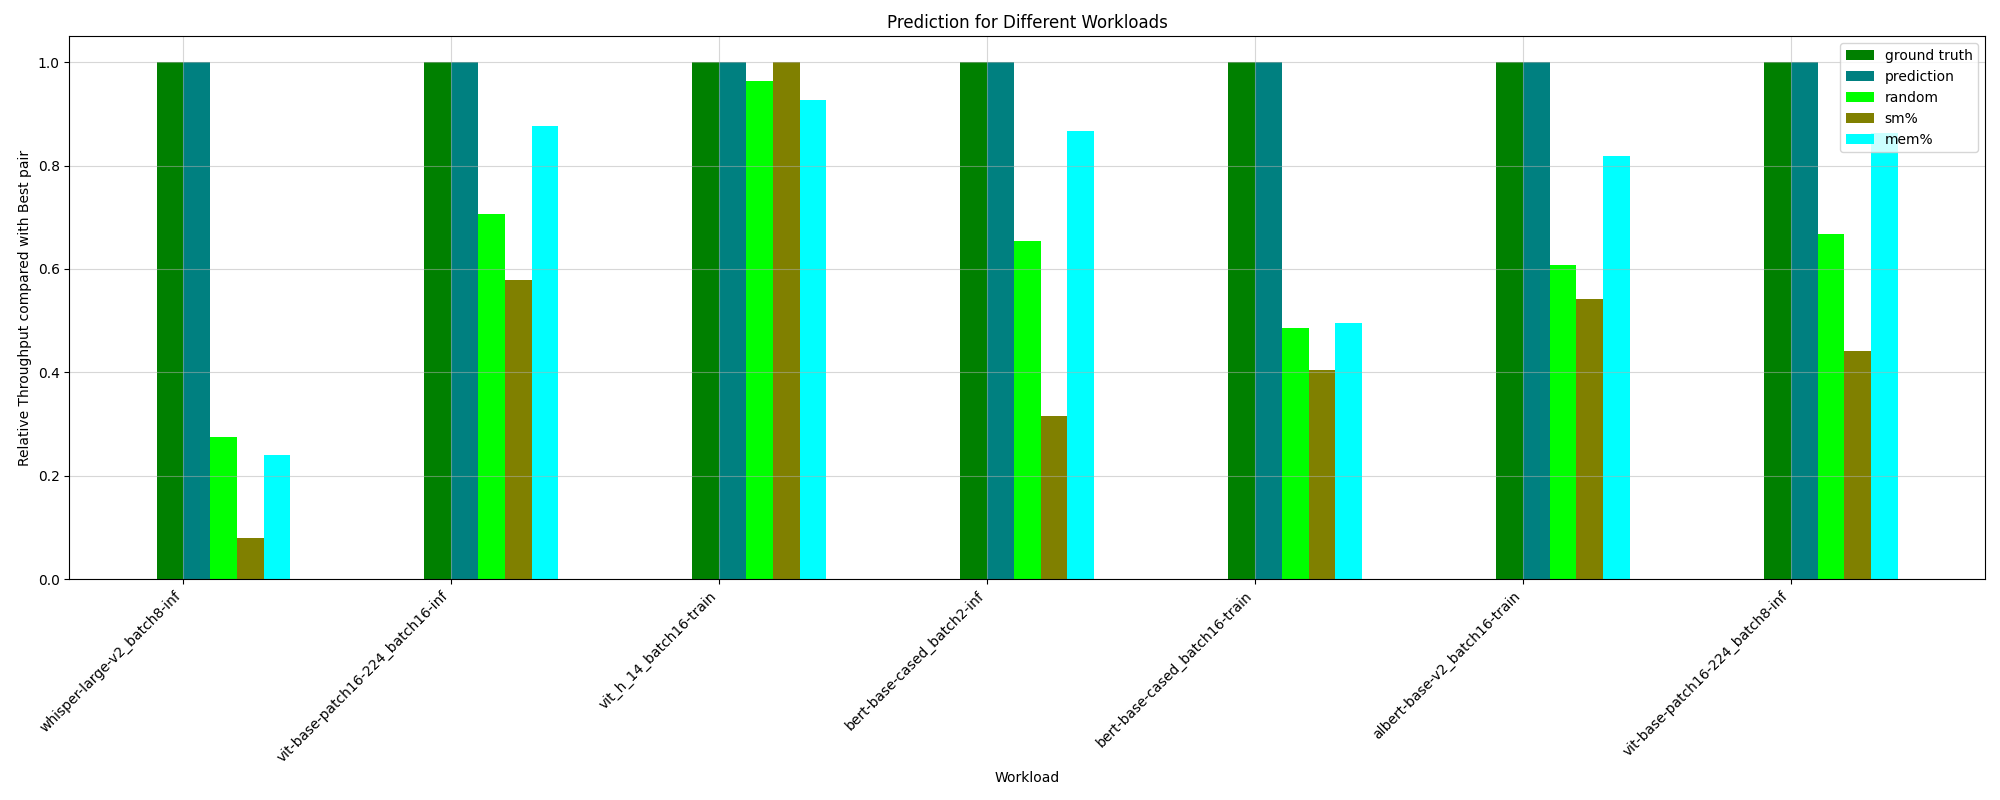 Prediction for Different Workloads
Relative Throughput compared with Best pair
1.0
0.8
0.6
0.4
0.2
0.0
ground truth
prediction
random
sm%
mem%
whisper-large-v2_batch8-inf
vit-base-patch16-224_batch16-inf
vit_h_14_batch16-train
bert-base-cased_batch2-inf
bert-base-cased_batch16-train
albert-base-v2_batch16-train
vit-base-patch16-224_batch8-inf
Workload